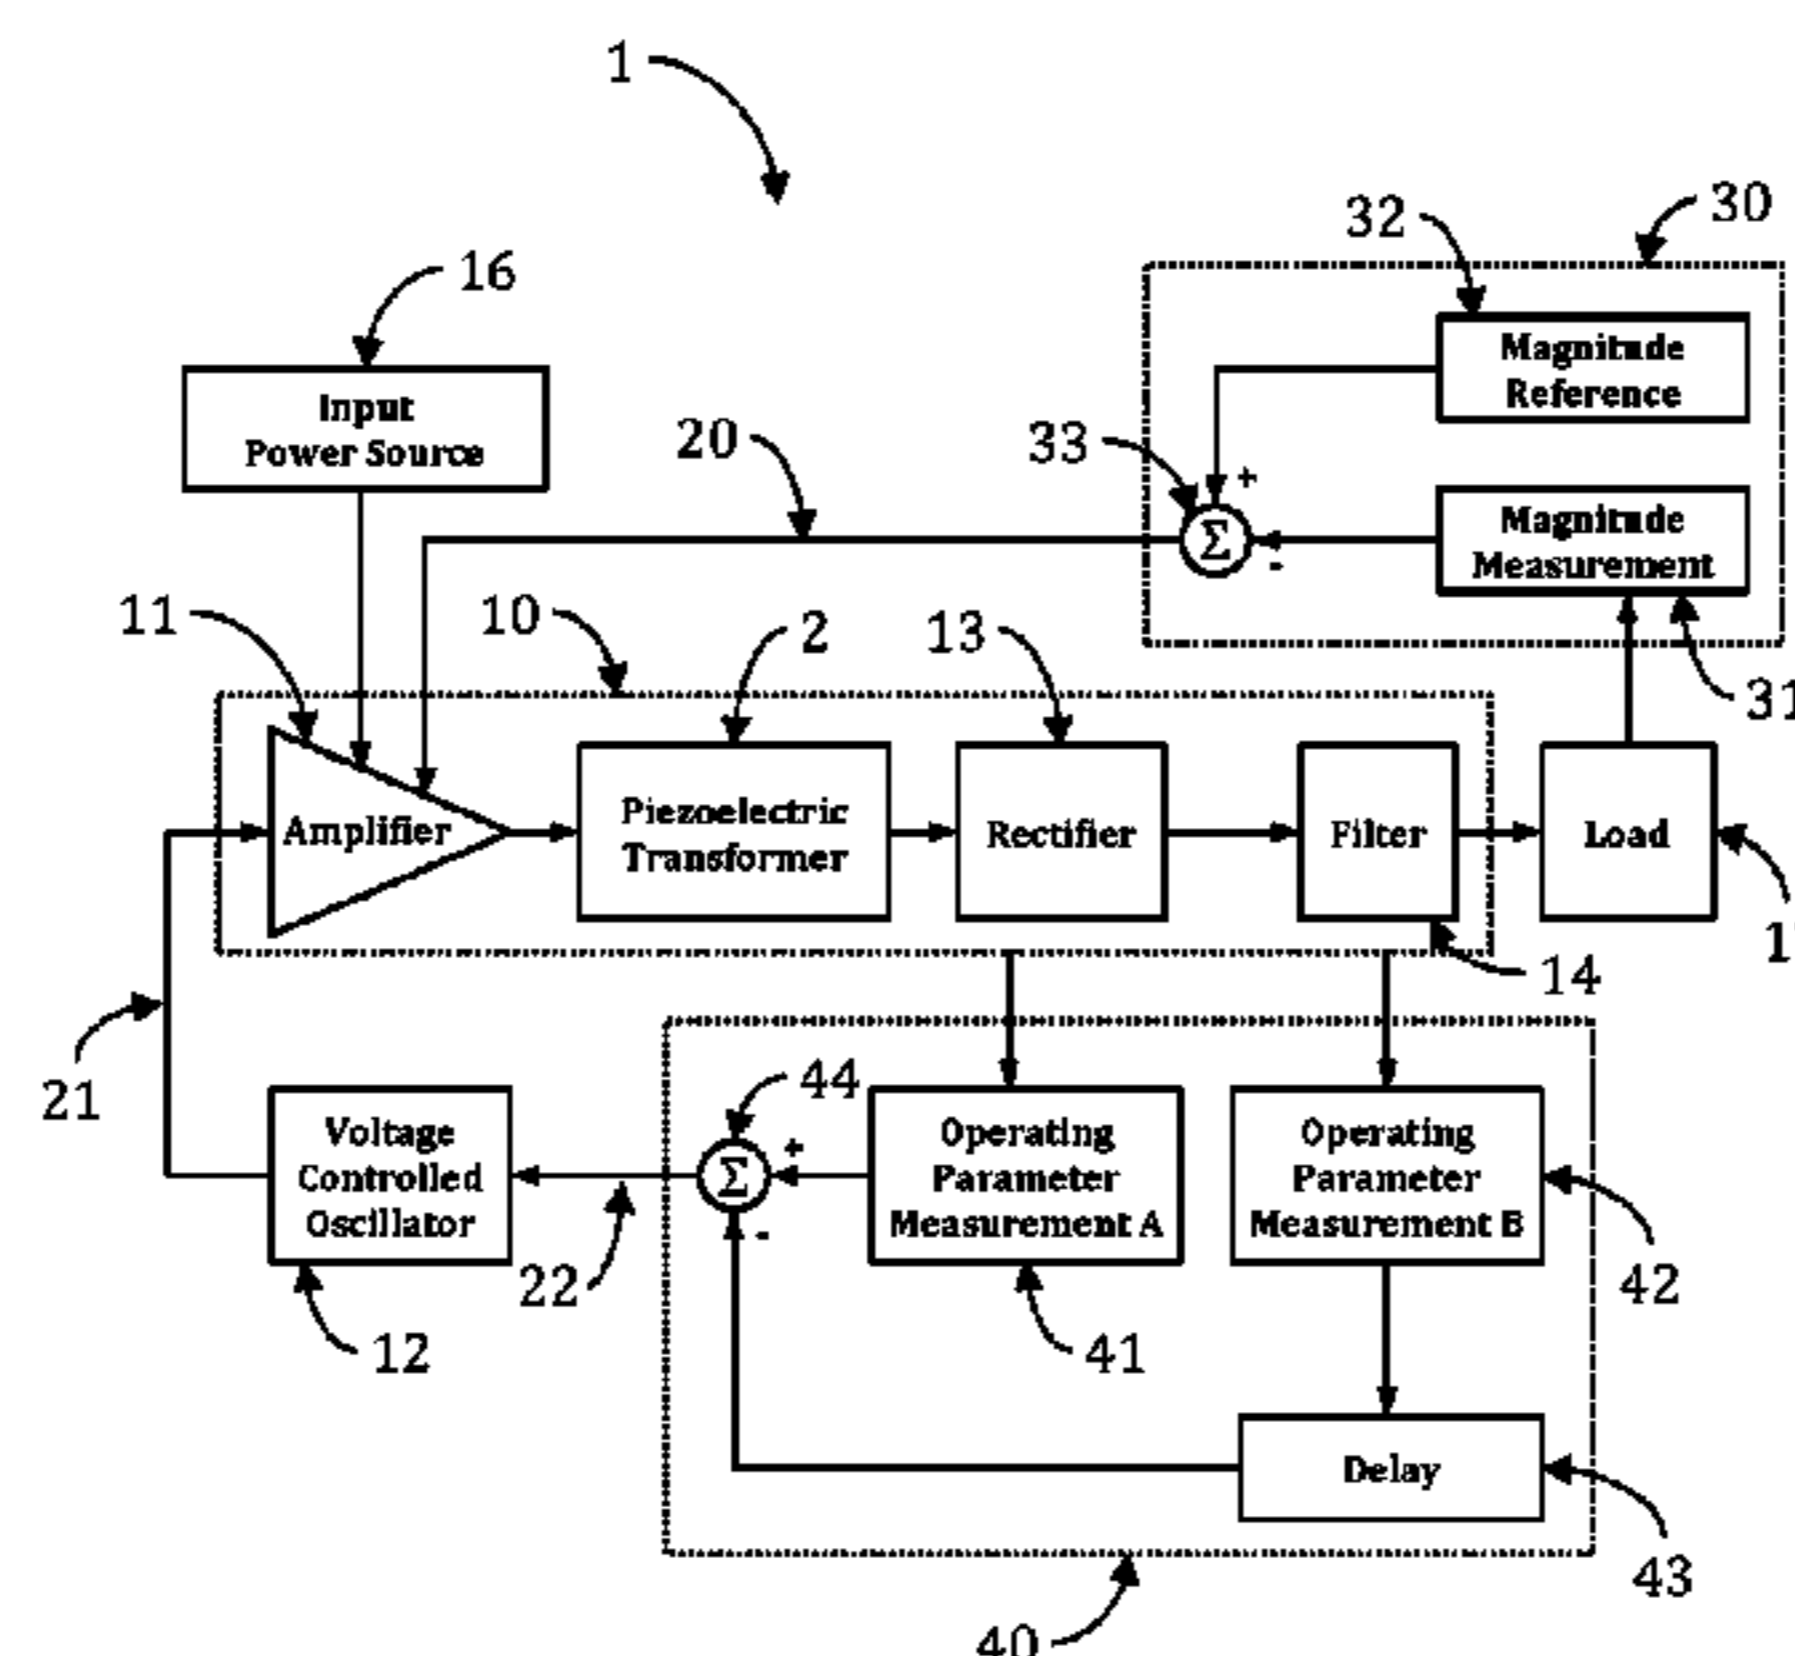 1
30
32
16
Magnitude
Reference
Input
Power Source
20
33
+
Magnitude
Measurement
Σ
-
11
10
2
13
31
Amplifier
Piezoelectric
Transformer
Rectifier
Filter
Load
14
21
44
Voltage
Controlled
Oscillator
Σ
+
-
Operating
Parameter
Measurement A
Operating
Parameter
Measurement B
22
42
12
41
Delay
43
40